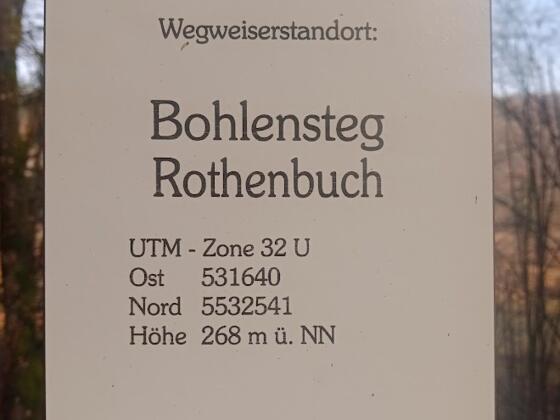 Wegweiserstandort:
Bohlensteg
Rothenbuch
UTM - Zone 32 U
Ost 531640
Nord 5532541
Höhe 268 m ü. NN